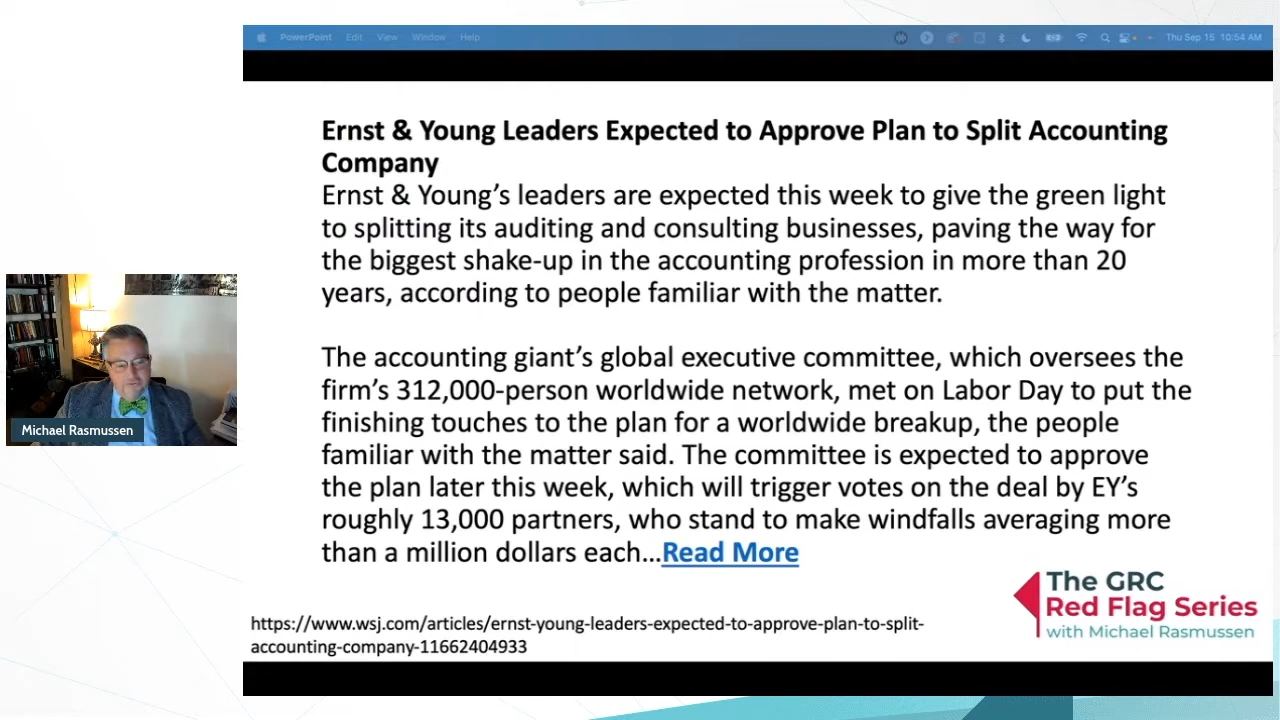 PowerPoint Edit View Window Help
Thu Sep 15 10:54 AM
Ernst & Young Leaders Expected to Approve Plan to Split Accounting
Company
Ernst & Young’s leaders are expected this week to give the green light
to splitting its auditing and consulting businesses, paving the way for
the biggest shake-up in the accounting profession in more than 20
years, according to people familiar with the matter.
The accounting giant’s global executive committee, which oversees the
firm’s 312,000-person worldwide network, met on Labor Day to put the
finishing touches to the plan for a worldwide breakup, the people
familiar with the matter said. The committee is expected to approve
the plan later this week, which will trigger votes on the deal by EY’s
roughly 13,000 partners, who stand to make windfalls averaging more
than a million dollars each…Read More
Michael Rasmussen
The GRC
Red Flag Series
with Michael Rasmussen
https://www.wsj.com/articles/ernst-young-leaders-expected-to-approve-plan-to-split-
accounting-company-11662404933